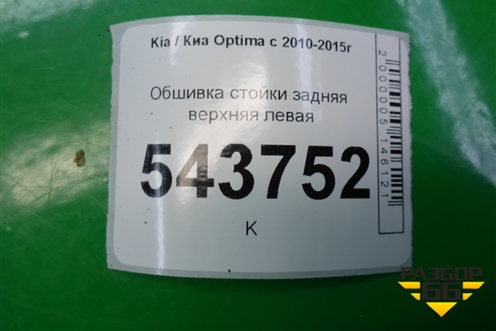 Kia / Киа Optima с 2010-2015г
Обшивка стойки задняя
верхняя левая
543752
К
2000005146121
РАЗБОР
66